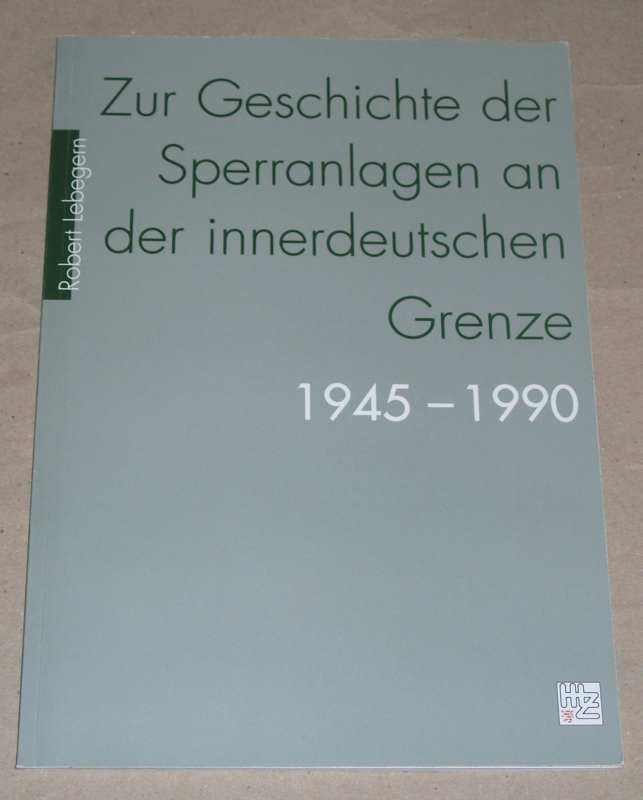 Robert Lebegern
Zur Geschichte der
Sperranlagen an
der innerdeutschen
Grenze
1945 – 1990